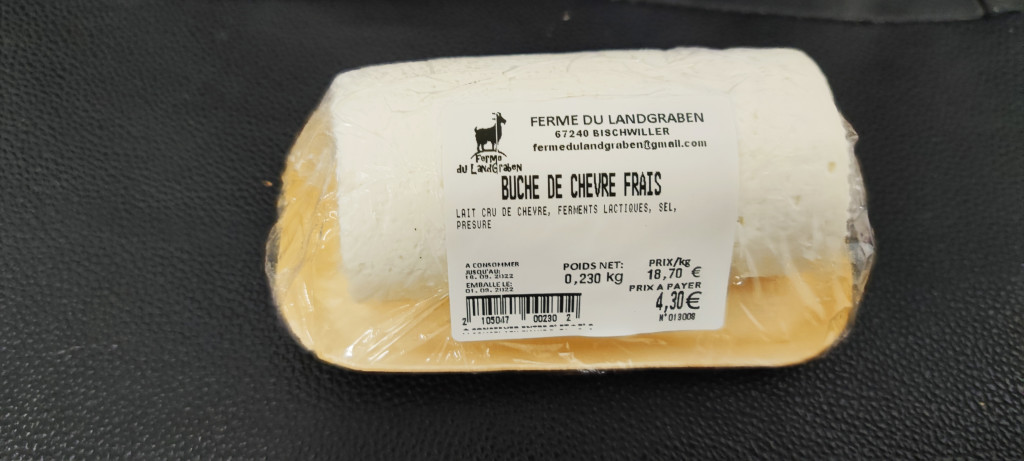 FERME DU LANDGRABEN
67240 BISCHWILLER
fermedulandgraben@gmail.com
Ferme
du LandGrabeN
BUCHE DE CHEVRE FRAIS
LAIT CRU DE CHEVRE, FERMENTS LACTIQUES, SEL,
PRESURE
A CONSOMMER
JUSQU'AU:
.09.2022
EMBALLE LE:
01.09.2022
POIDS NET:
0,230 kg
PRIX/kg
18,70 €
PRIX A PAYER
4,30€
N°013008
2 105047 00230 2